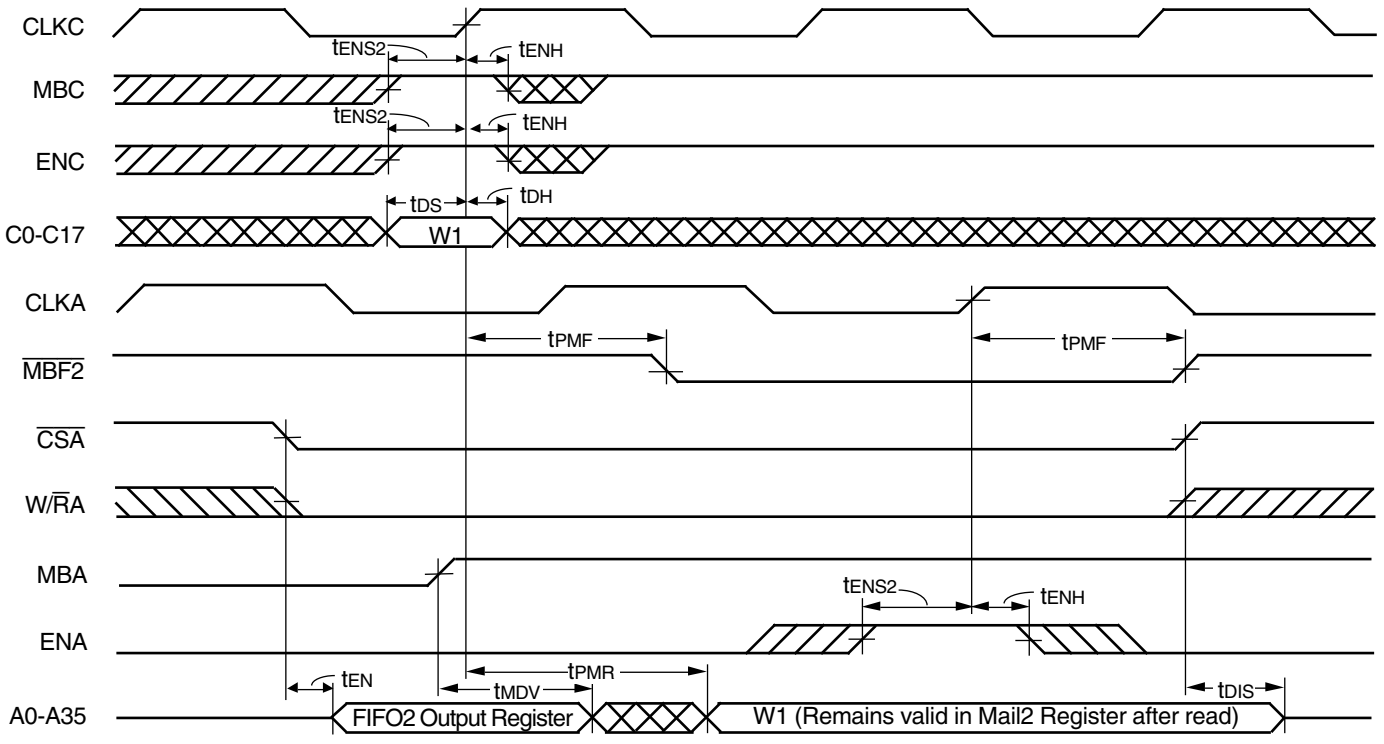 CLKC
tENS2 tENH
MBC
tENS2 tENH
ENC
tDS tDH
C0-C17 W1
CLKA
tPMF tPMF
MBF2
CSA
W/RA
MBA
tENS2 tENH
ENA
tEN tMDV tPMR tDIS
A0-A35 FIFO2 Output Register W1 (Remains valid in Mail2 Register after read)